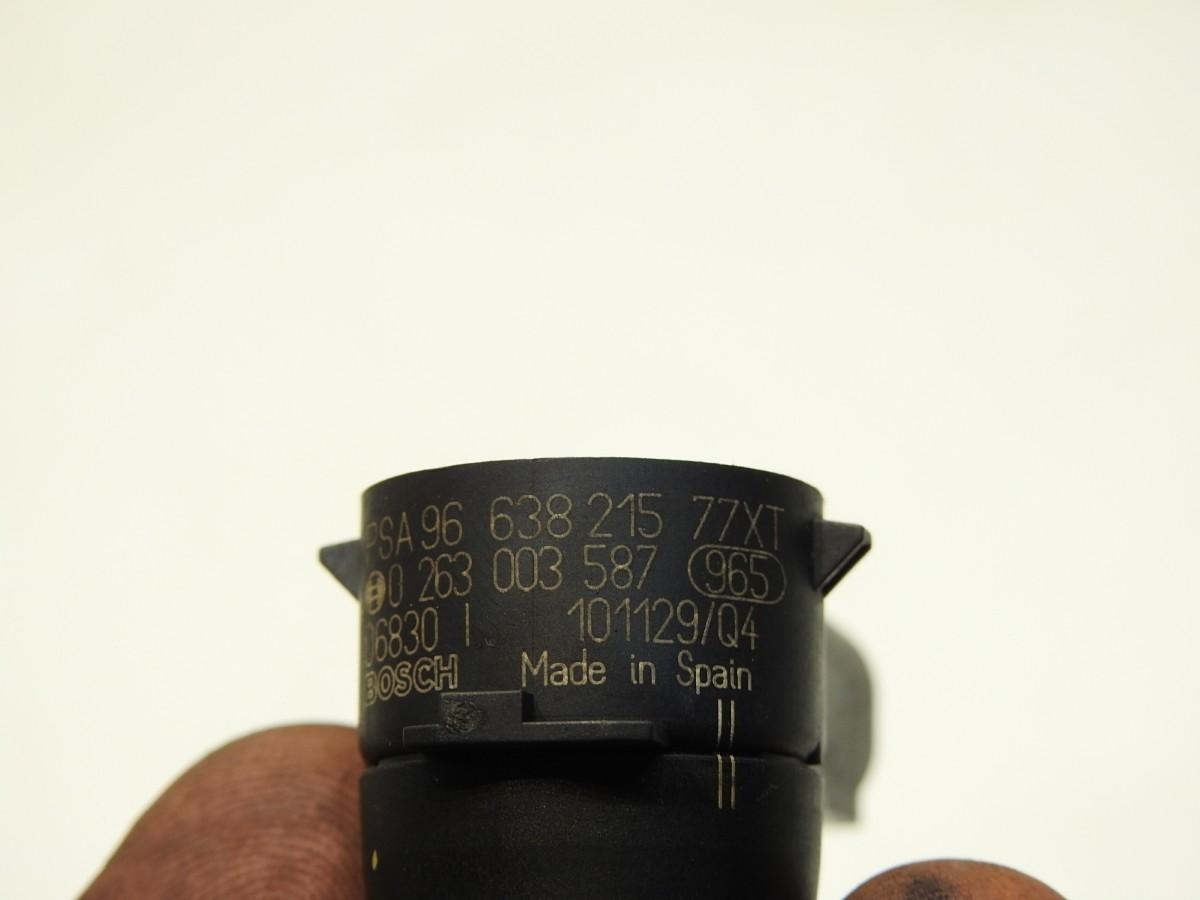 PSA 96 638 215 77XT
0 263 003 587 965
06830 I 101129/Q4
BOSCH Made in Spain